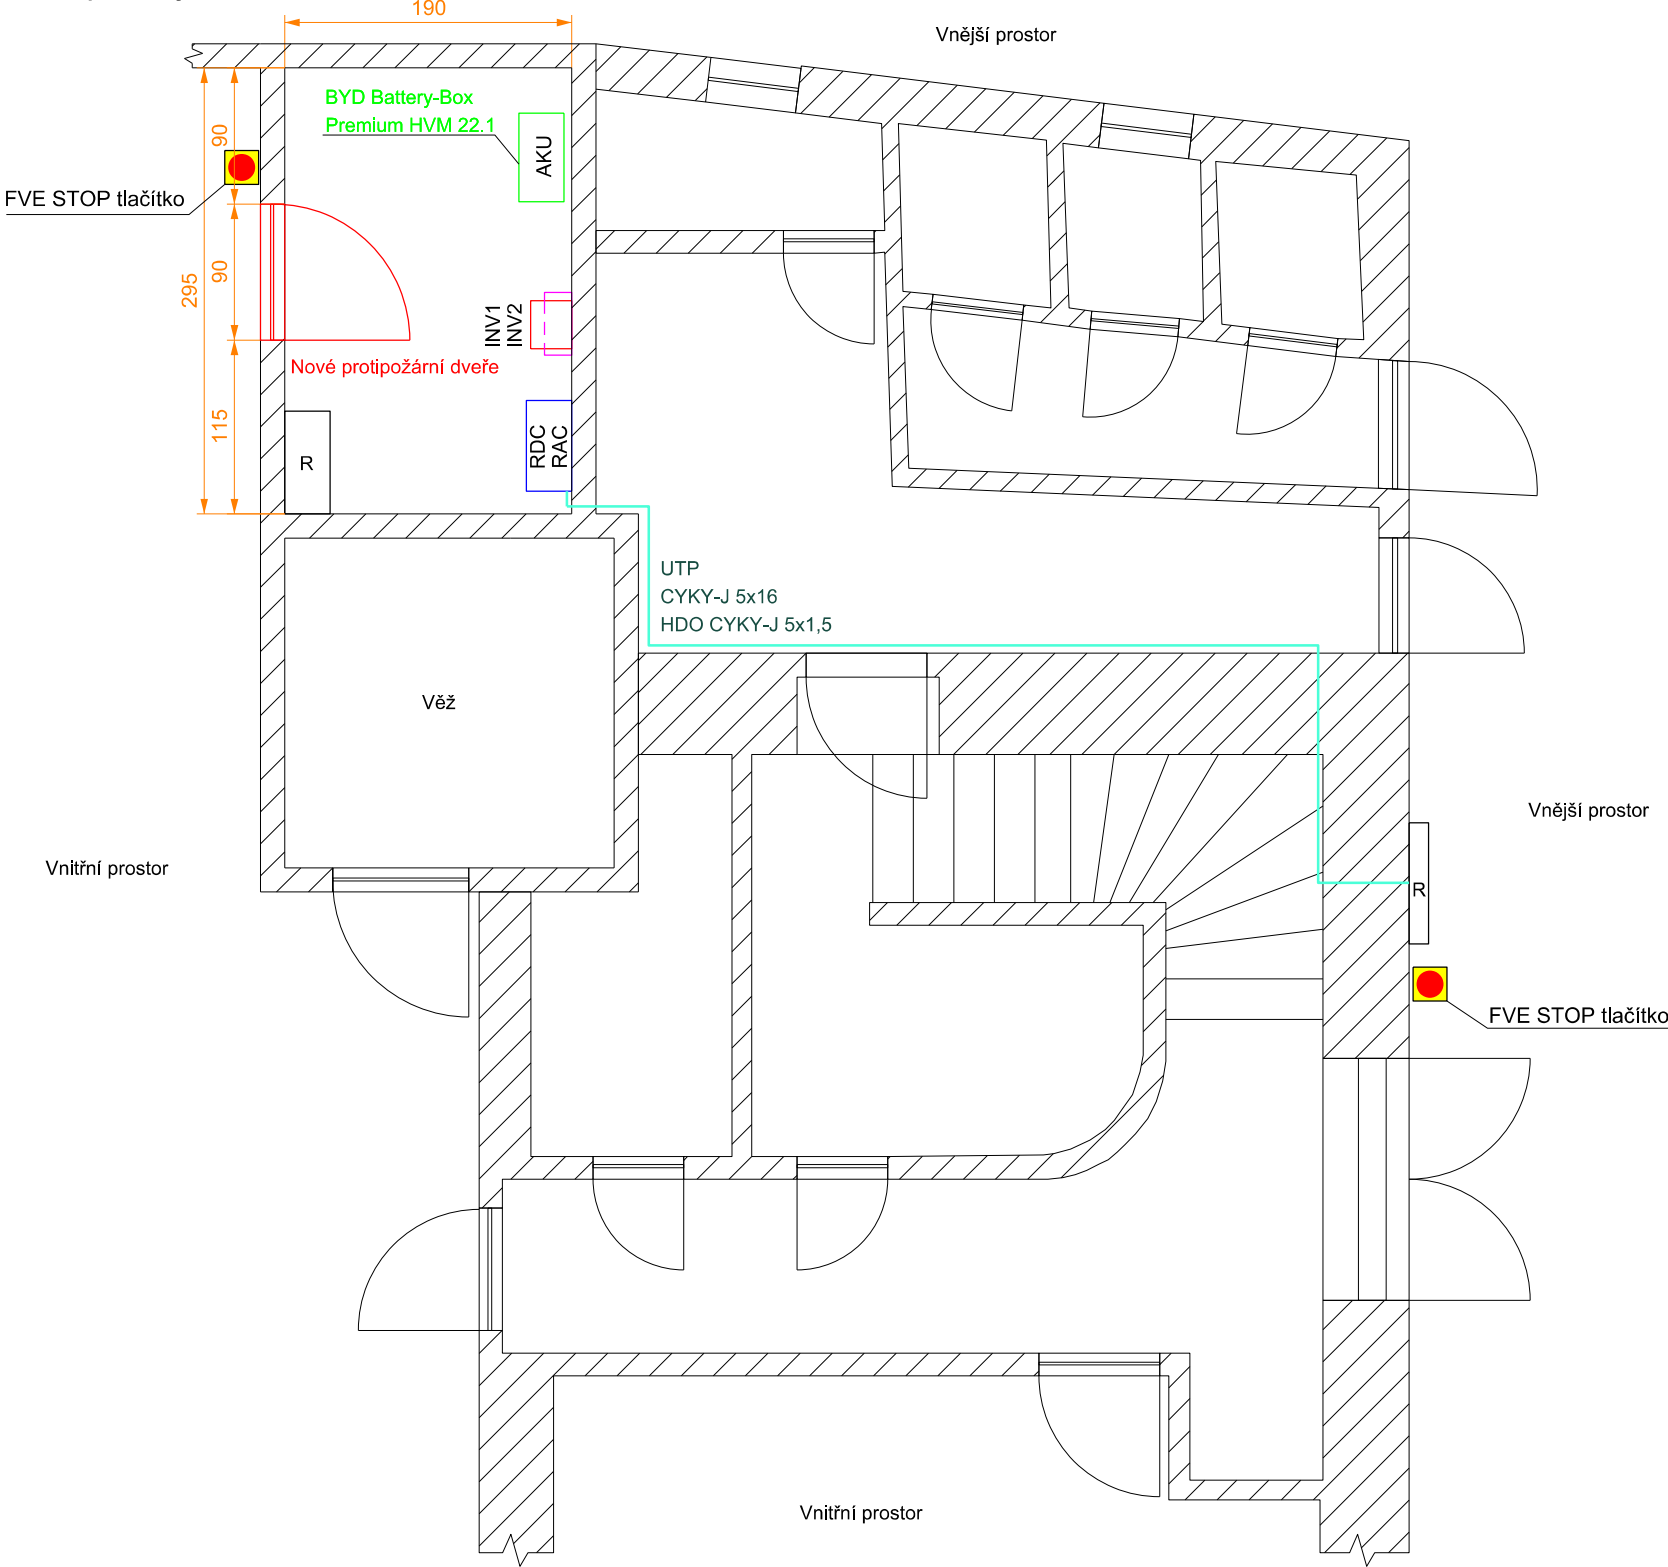 190
Vnější prostor
BYD Battery-Box
Premium HVM 22.1
AKU
90
FVE STOP tlačítko
295
90
INV1
INV2
Nové protipožární dveře
115
R
RDC
RAC
UTP
CYKY-J 5x16
HDO CYKY-J 5x1,5
Věž
Vnější prostor
Vnitřní prostor
R
FVE STOP tlačítko
Vnitřní prostor